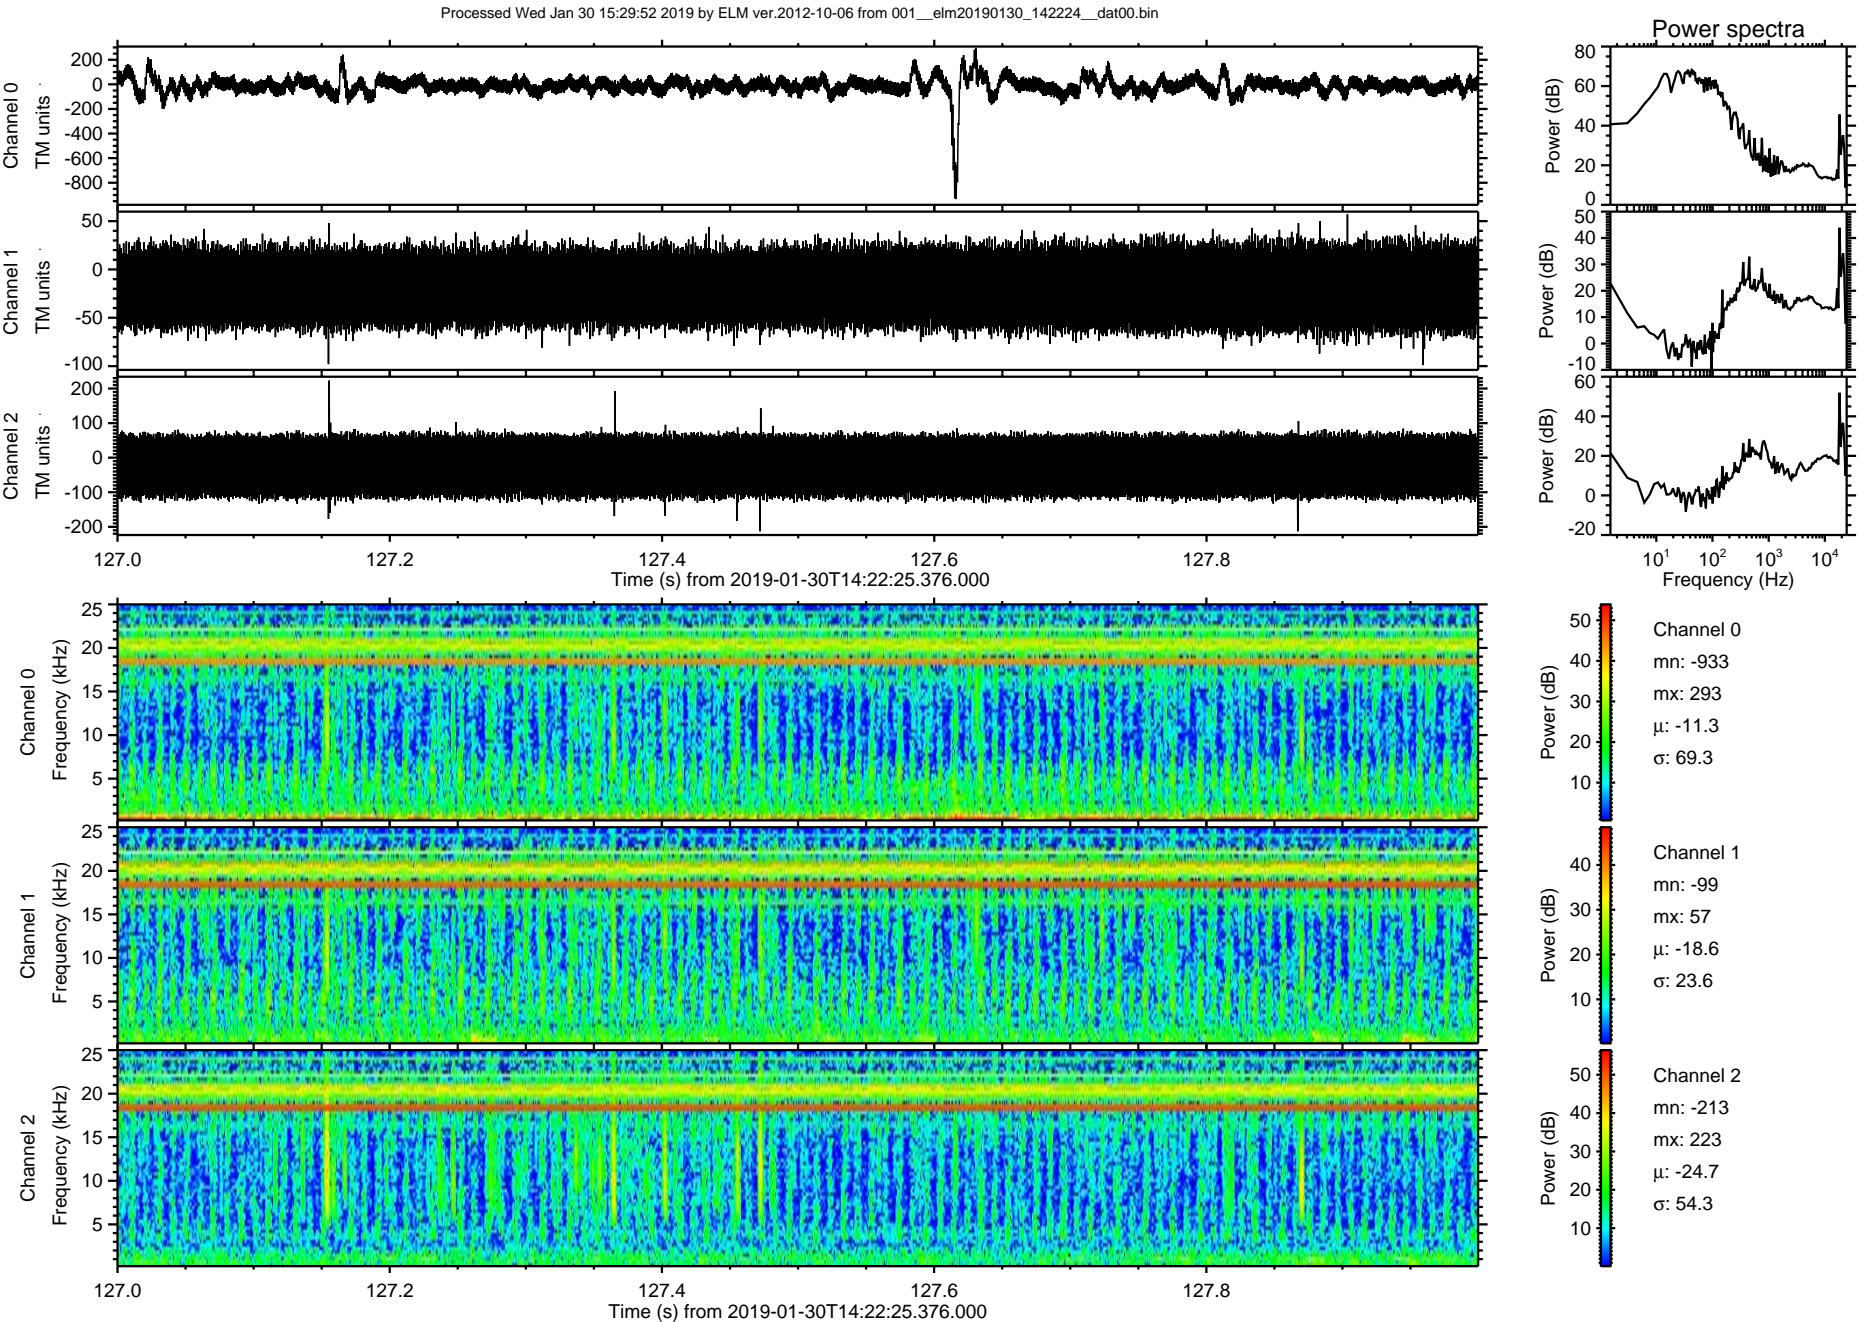 Processed Wed Jan 30 15:29:52 2019 by ELM ver.2012-10-06 from 001__elm20190130_142224__dat00.bin
Power spectra
Channel 0
TM units
200
0
-200
-400
-600
-800
Power (dB)
80
60
40
20
0
Channel 1
TM units
50
0
-50
-100
Power (dB)
50
40
30
20
10
0
-10
Channel 2
TM units
200
100
0
-100
-200
Power (dB)
60
40
20
0
-20
127.0 127.2 127.4 127.6 127.8
Time (s) from 2019-01-30T14:22:25.376.000
10¹ 10² 10³ 10⁴
Frequency (Hz)
Channel 0
Frequency (kHz)
25
20
15
10
5
Power (dB)
50
40
30
20
10
Channel 0
mn: -933
mx: 293
μ: -11.3
σ: 69.3
Channel 1
Frequency (kHz)
25
20
15
10
5
Power (dB)
40
30
20
10
Channel 1
mn: -99
mx: 57
μ: -18.6
σ: 23.6
Channel 2
Frequency (kHz)
25
20
15
10
5
Power (dB)
50
40
30
20
10
Channel 2
mn: -213
mx: 223
μ: -24.7
σ: 54.3
127.0 127.2 127.4 127.6 127.8
Time (s) from 2019-01-30T14:22:25.376.000